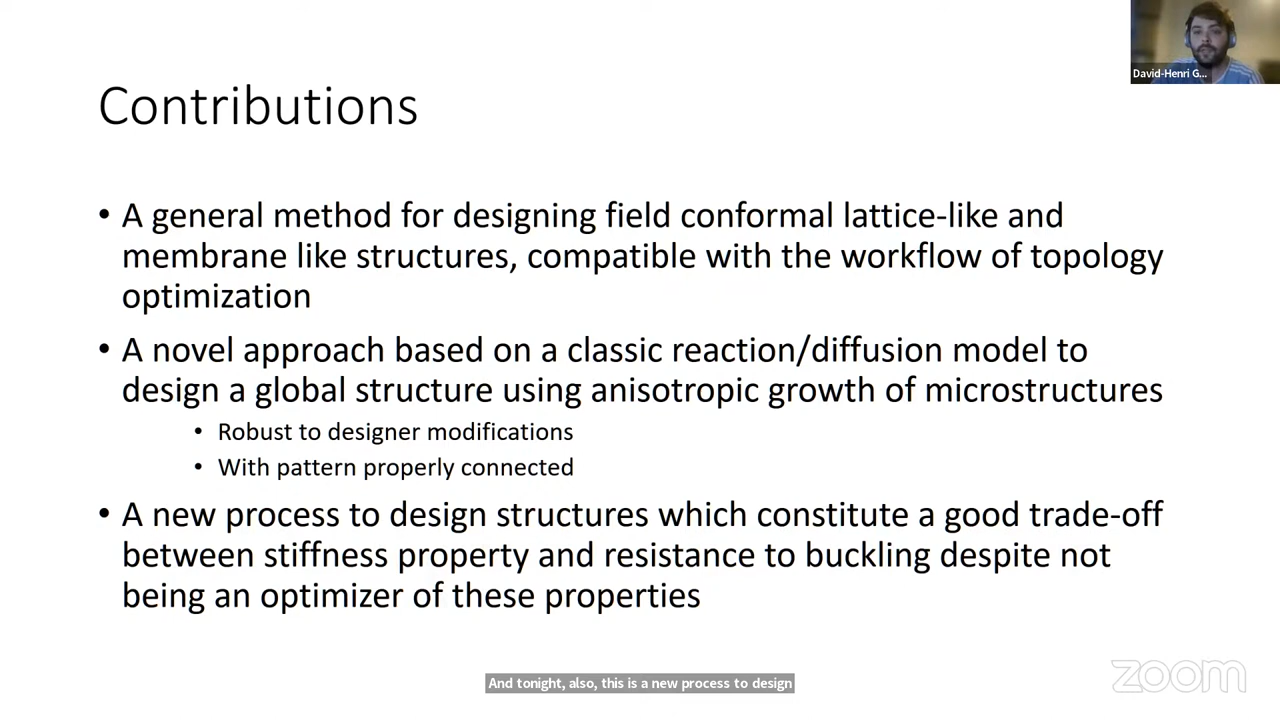 David-Henri G...
Contributions
• A general method for designing field conformal lattice-like and
membrane like structures, compatible with the workflow of topology
optimization
• A novel approach based on a classic reaction/diffusion model to
design a global structure using anisotropic growth of microstructures
• Robust to designer modifications
• With pattern properly connected
• A new process to design structures which constitute a good trade-off
between stiffness property and resistance to buckling despite not
being an optimizer of these properties
And tonight, also, this is a new process to design
zoom